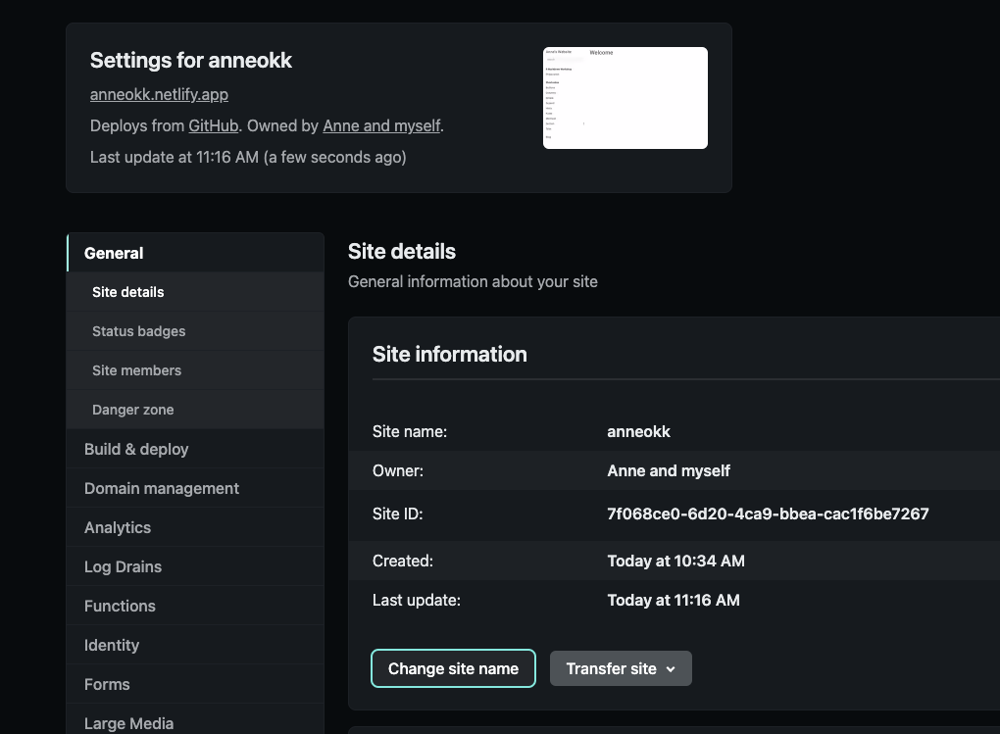 Settings for anneokk
anneokk.netlify.app
Deploys from GitHub. Owned by Anne and myself.
Last update at 11:16 AM (a few seconds ago)
Anne's Website
Welcome
General
Site details
Status badges
Site members
Danger zone
Build & deploy
Domain management
Analytics
Log Drains
Functions
Identity
Forms
Large Media
Site details
General information about your site
Site information
Site name: anneokk
Owner: Anne and myself
Site ID: 7f068ce0-6d20-4ca9-bbea-cac1f6be7267
Created: Today at 10:34 AM
Last update: Today at 11:16 AM
Change site name Transfer site